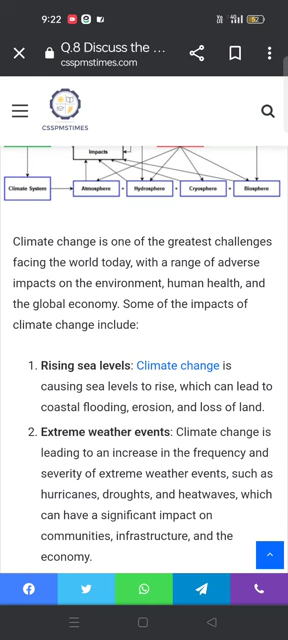 9:22
52
Q.8 Discuss the ...
csspmstimes.com
CSSPMSTIMES
Impacts
Climate System
Atmosphere
+
Hydrosphere
+
Cryosphere
+
Biosphere
Climate change is one of the greatest challenges
facing the world today, with a range of adverse
impacts on the environment, human health, and
the global economy. Some of the impacts of
climate change include:
1. Rising sea levels: Climate change is
causing sea levels to rise, which can lead to
coastal flooding, erosion, and loss of land.
2. Extreme weather events: Climate change is
leading to an increase in the frequency and
severity of extreme weather events, such as
hurricanes, droughts, and heatwaves, which
can have a significant impact on
communities, infrastructure, and the
economy.